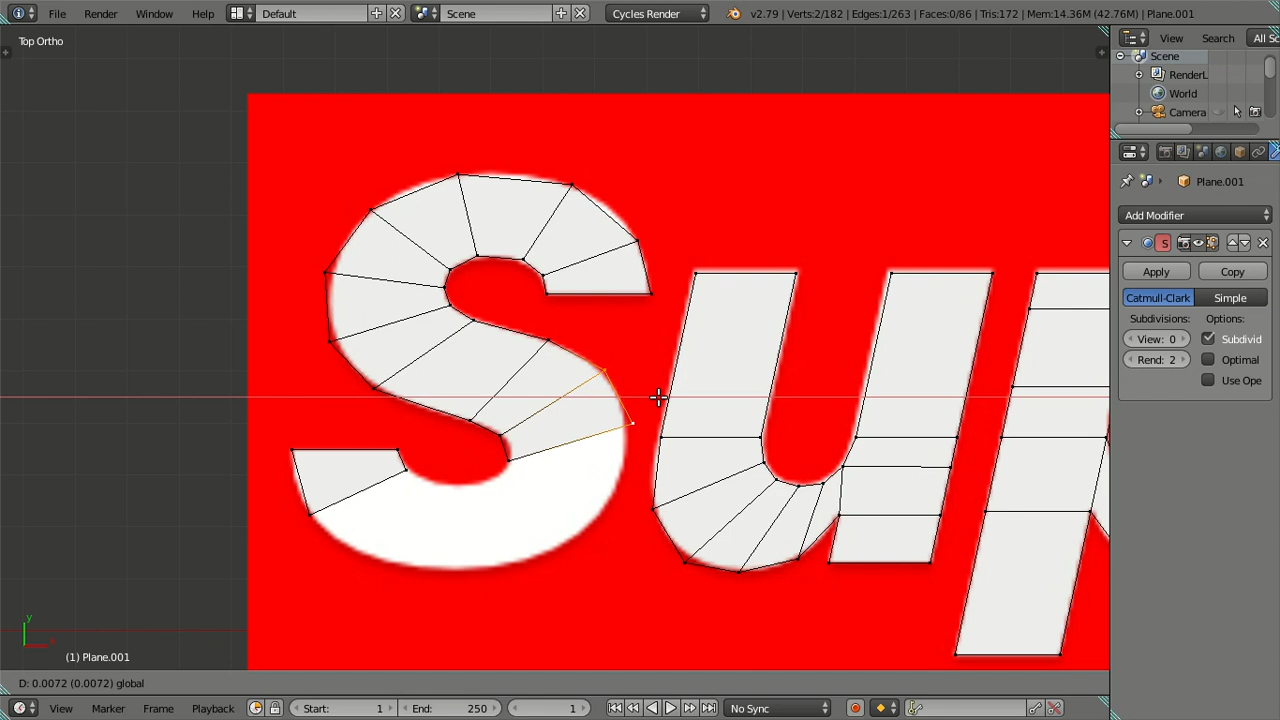 File Render Window Help Default Scene Cycles Render v2.79 | Verts:2/182 | Edges:1/263 | Faces:0/86 | Tris:172 | Mem:14.36M (42.76M) | Plane.001
Top Ortho
View Search All Sc
Scene
RenderL
World
Camera
Plane.001
Add Modifier
S
Apply Copy
Catmull-Clark Simple
Subdivisions: Options:
View: 0 Subdivid
Rend: 2 Optimal
Use Ope
Sup
y
x
(1) Plane.001
D: 0.0072 (0.0072) global
View Marker Frame Playback Start: 1 End: 250 1 No Sync